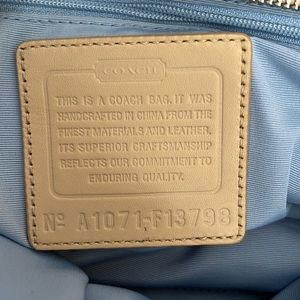 COACH
THIS IS A COACH BAG. IT WAS
HANDCRAFTED IN CHINA FROM THE
FINEST MATERIALS AND LEATHER.
ITS SUPERIOR CRAFTSMANSHIP
REFLECTS OUR COMMITMENT TO
ENDURING QUALITY.
Nº A1071-F13798